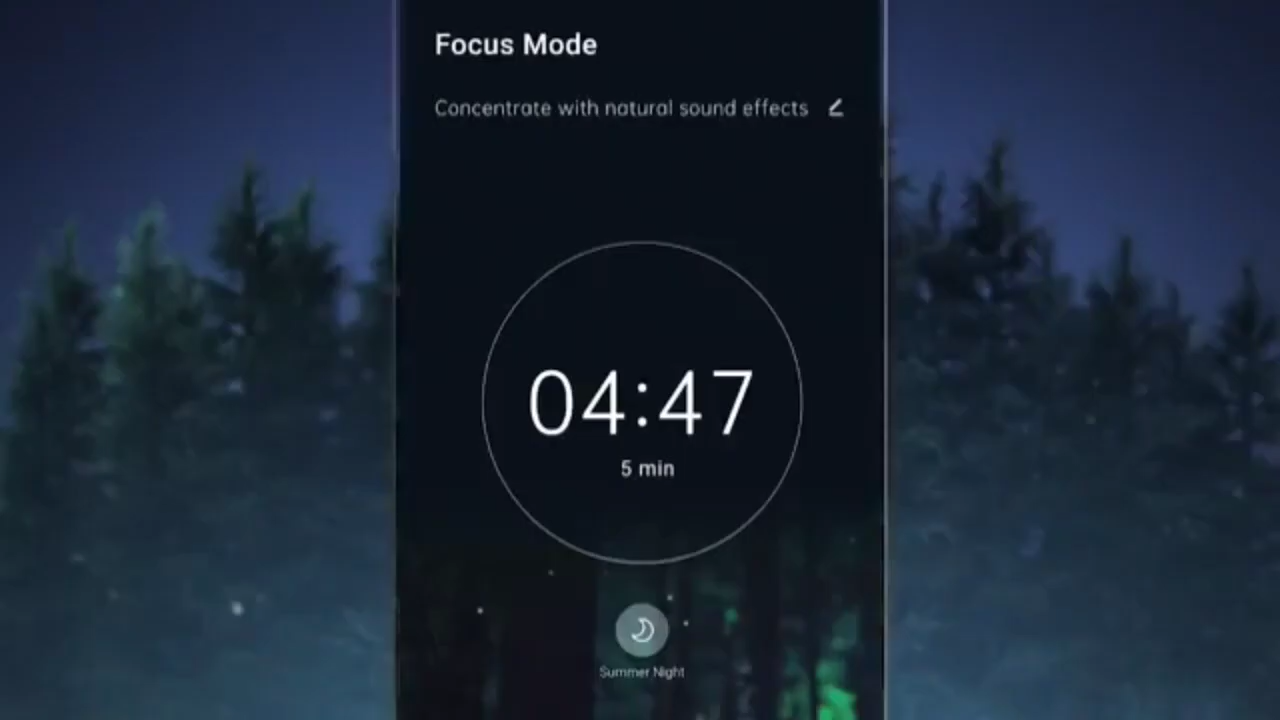 Focus Mode
Concentrate with natural sound effects
04:47
5 min
Summer Night